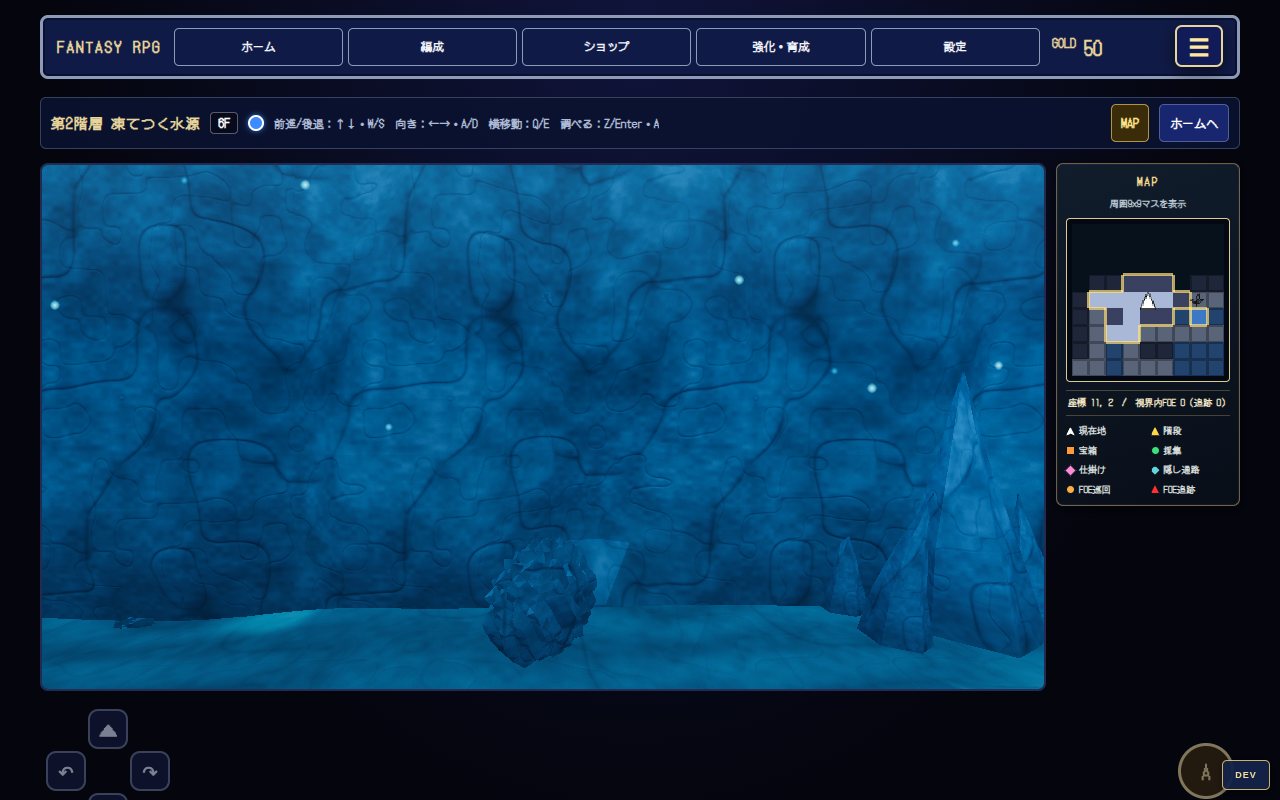 FANTASY RPG
ホーム
編成
ショップ
強化・育成
設定
GOLD 50
第2階層 凍てつく水源
6F
前進/後退：↑↓・W/S 向き：←→・A/D 横移動：Q/E 調べる：Z/Enter・A
MAP
ホームへ
MAP
周囲9x9マスを表示
座標 11, 2 / 視界内FOE 0 (追跡 0)
現在地
階段
宝箱
採集
仕掛け
隠し通路
FOE巡回
FOE追跡
A
DEV